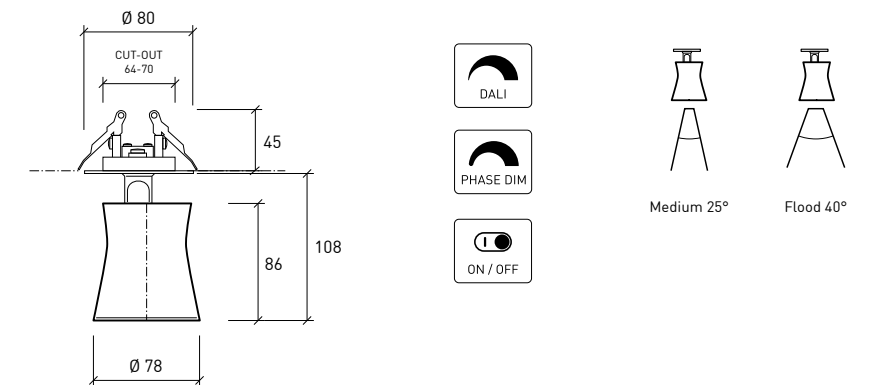 Ø 80
CUT-OUT
64-70
45
108
86
Ø 78
DALI
PHASE DIM
ON / OFF
Medium 25°
Flood 40°